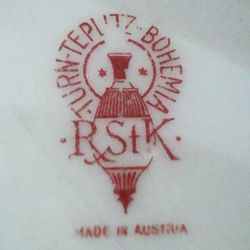 ·TURN·TEPLITZ·BOHEMIA·
·RStK·
MADE IN AUSTRIA